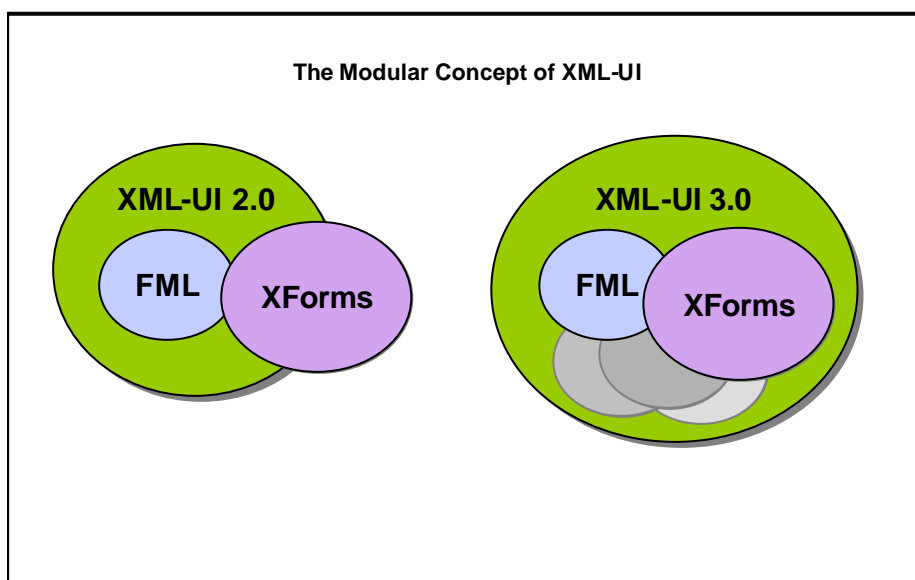 The Modular Concept of XML-UI
XML-UI 2.0
FML
XForms
XML-UI 3.0
FML
XForms